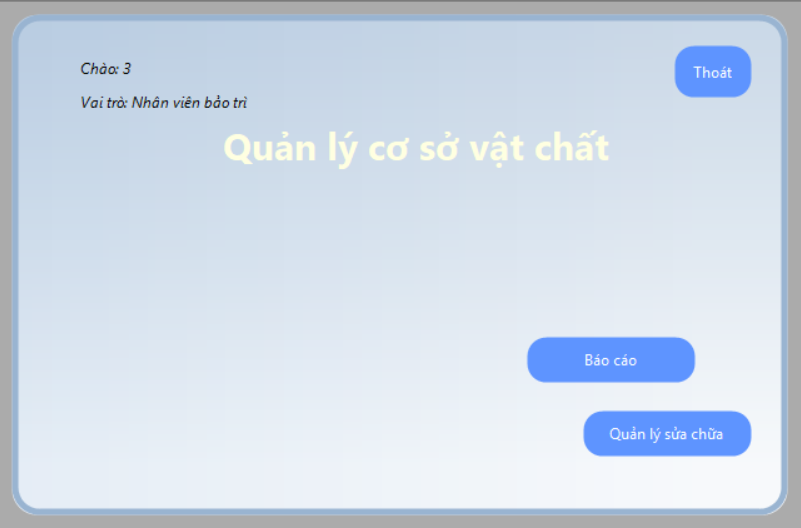 Chào: 3
Thoát
Vai trò: Nhân viên bảo trì
Quản lý cơ sở vật chất
Báo cáo
Quản lý sửa chữa